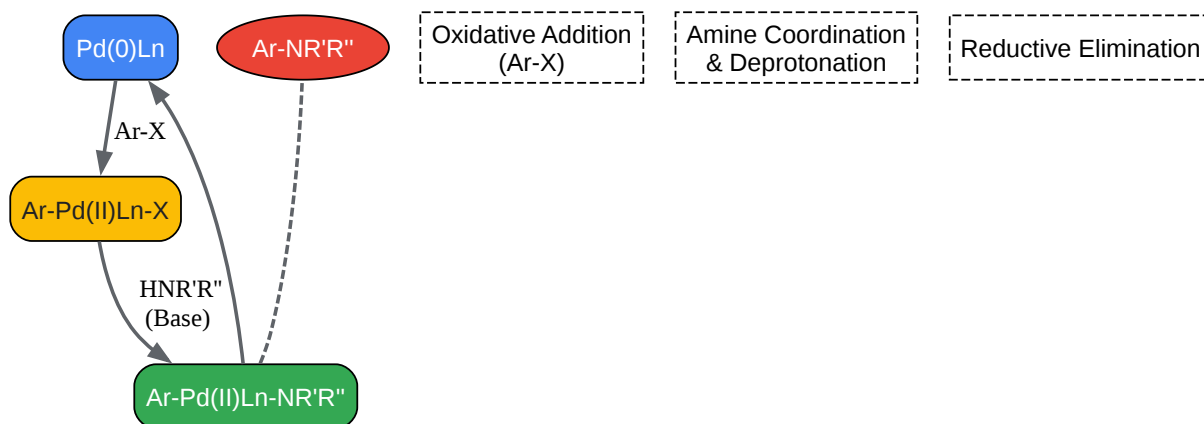 Pd(0)Ln
Ar-NR'R"
Oxidative Addition
(Ar-X)
Amine Coordination
& Deprotonation
Reductive Elimination
Ar-X
Ar-Pd(II)Ln-X
HNR'R"
(Base)
Ar-Pd(II)Ln-NR'R"